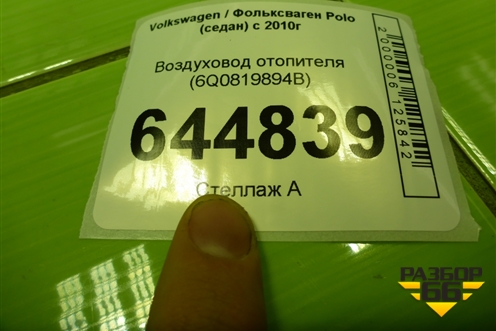 Volkswagen / Фольксваген Polo
(седан) с 2010г
Воздуховод отопителя
(6Q0819894B)
644839
Стеллаж А
2000006125842
РАЗБОР
66